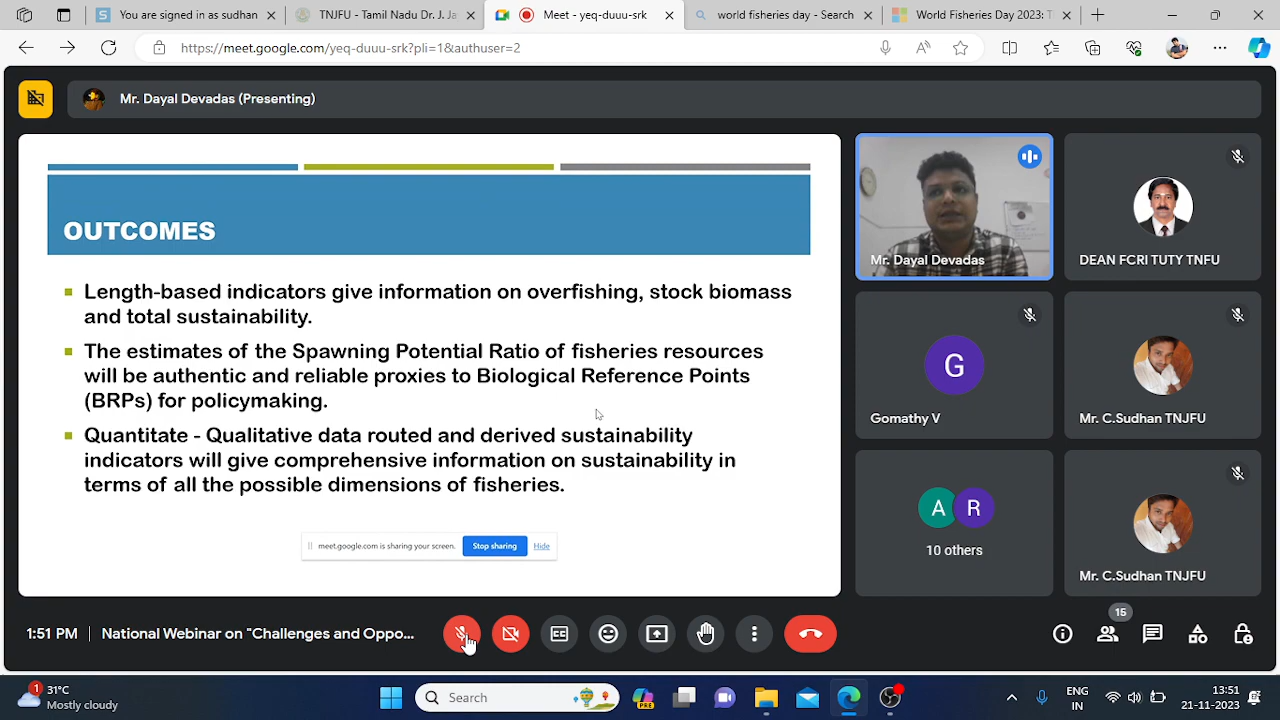 You are invited to as sudhan
TNJFU - Tamil Nadu Dr. J. Ja
Meet - yeq-duuu-srk
world fisheries day - Search
World Fisheries Day 2023: T
https://meet.google.com/yeq-duuu-srk?pli=1&authuser=2
Mr. Dayal Devadas (Presenting)
OUTCOMES
Length-based indicators give information on overfishing, stock biomass
and total sustainability.
The estimates of the Spawning Potential Ratio of fisheries resources
will be authentic and reliable proxies to Biological Reference Points
(BRPs) for policymaking.
Quantitate - Qualitative data routed and derived sustainability
indicators will give comprehensive information on sustainability in
terms of all the possible dimensions of fisheries.
meet.google.com is sharing your screen.
Stop sharing
Hide
Mr. Dayal Devadas
DEAN FCRI TUTY TNFU
G
Gomathy V
Mr. C.Sudhan TNJFU
A R
10 others
Mr. C.Sudhan TNJFU
1:51 PM | National Webinar on "Challenges and Oppo...
15
1
31°C
Mostly cloudy
Search
PRE
ENG
IN
13:51
21-11-2023